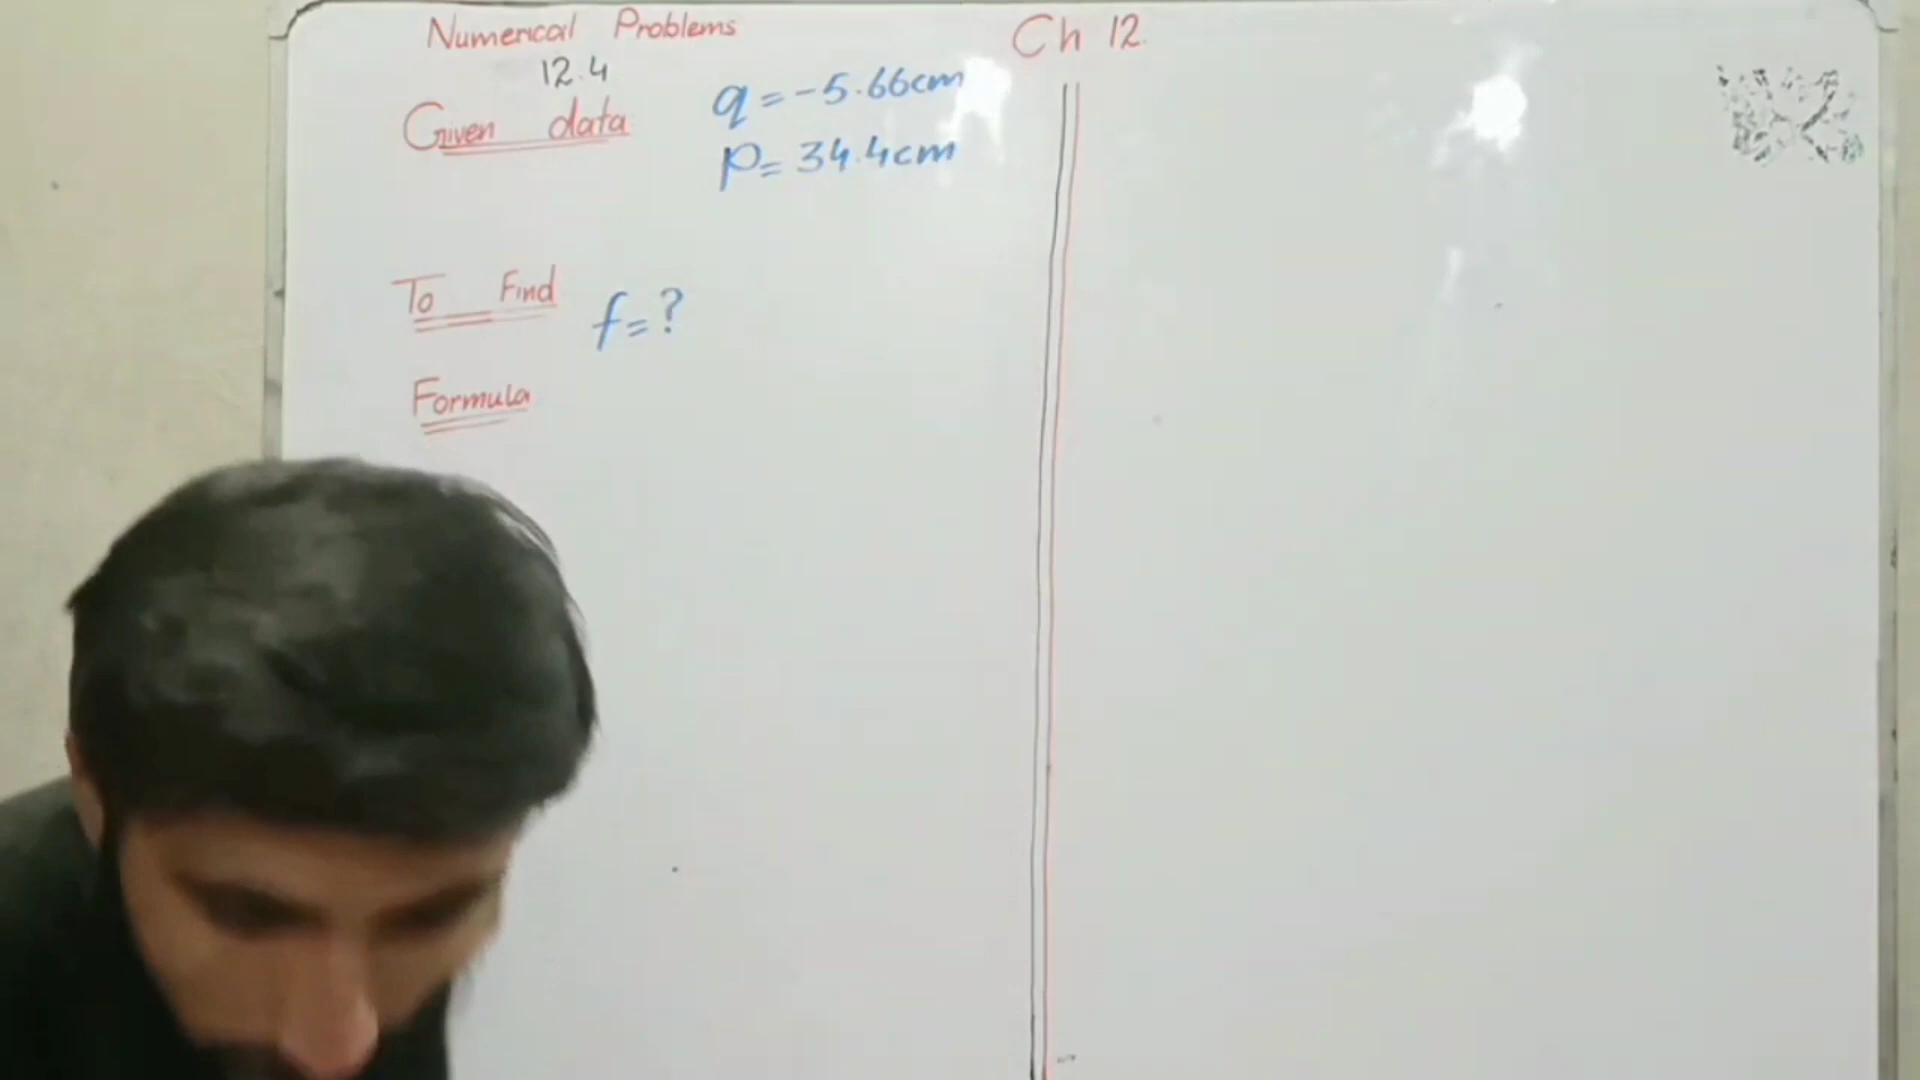 Numerical Problems
Ch 12.
12.4
Given data
q = -5.66cm
p = 34.4cm
To Find
f = ?
Formula